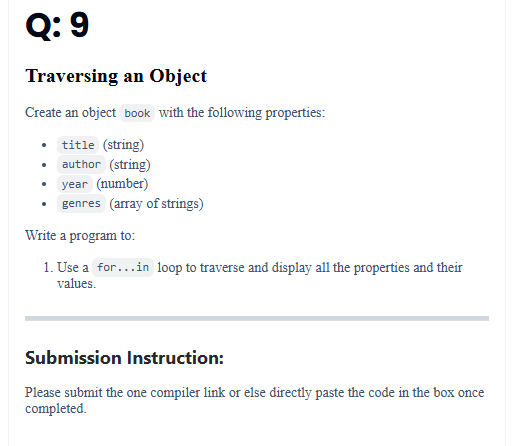 Q: 9
Traversing an Object
Create an object book with the following properties:
• title (string)
• author (string)
• year (number)
• genres (array of strings)
Write a program to:
1. Use a for...in loop to traverse and display all the properties and their
values.
Submission Instruction:
Please submit the one compiler link or else directly paste the code in the box once
completed.